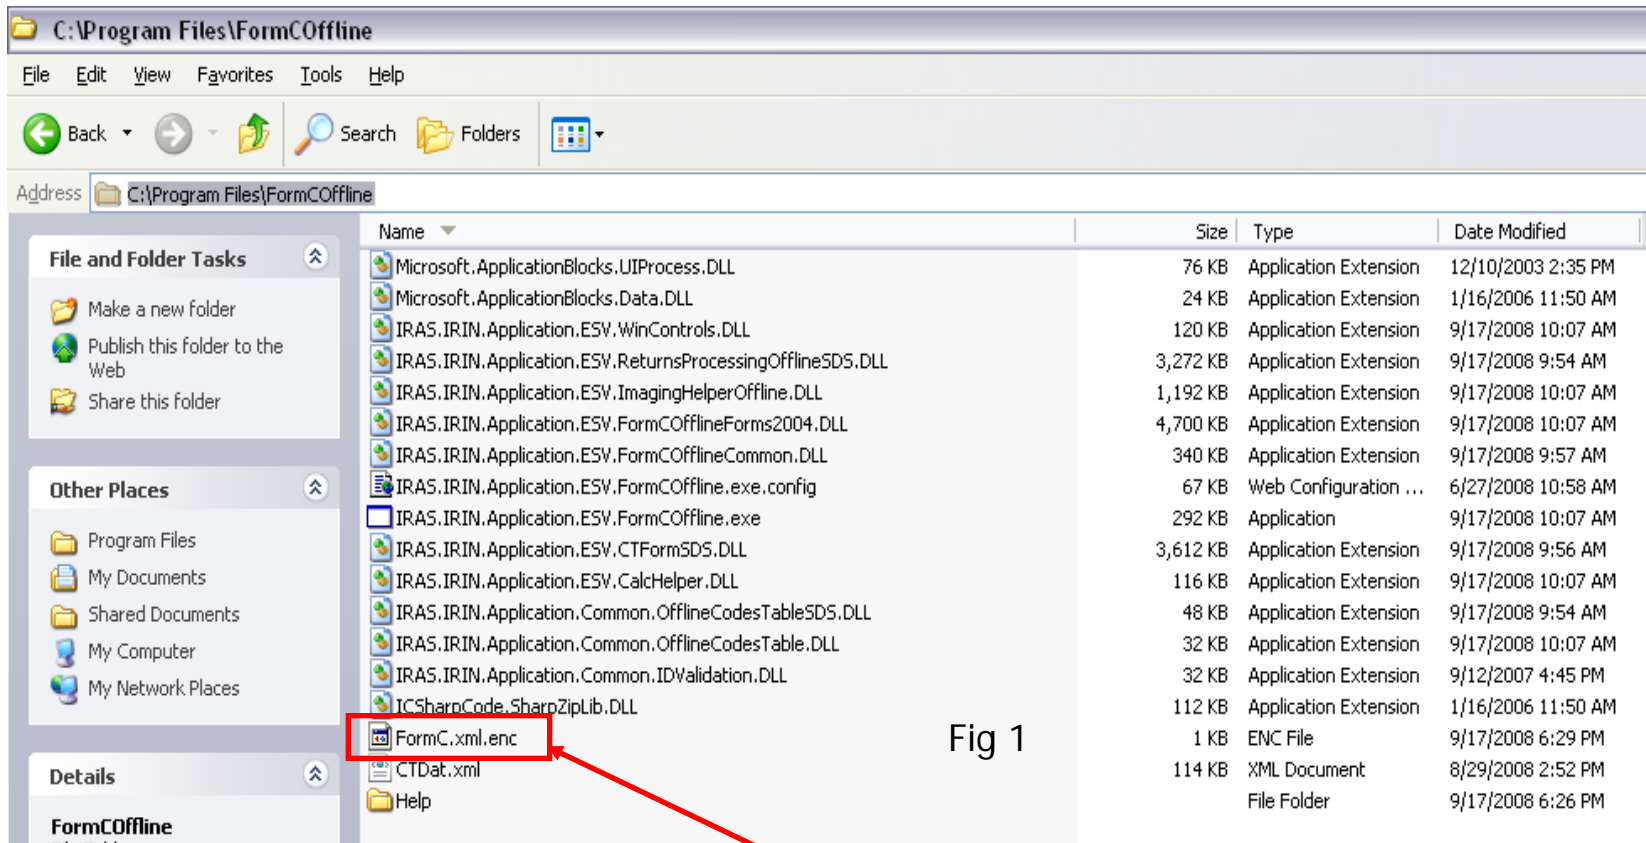 C:\Program Files\FormCOffline
File Edit View Favorites Tools Help
Back Search Folders
Address C:\Program Files\FormCOffline
Name Size Type Date Modified
File and Folder Tasks
Make a new folder
Publish this folder to the
Web
Share this folder
Other Places
Program Files
My Documents
Shared Documents
My Computer
My Network Places
Details
FormCOffline
Microsoft.ApplicationBlocks.UIProcess.DLL 76 KB Application Extension 12/10/2003 2:35 PM
Microsoft.ApplicationBlocks.Data.DLL 24 KB Application Extension 1/16/2006 11:50 AM
IRAS.IRIN.Application.ESV.WinControls.DLL 120 KB Application Extension 9/17/2008 10:07 AM
IRAS.IRIN.Application.ESV.ReturnsProcessingOfflineSDS.DLL 3,272 KB Application Extension 9/17/2008 9:54 AM
IRAS.IRIN.Application.ESV.ImagingHelperOffline.DLL 1,192 KB Application Extension 9/17/2008 10:07 AM
IRAS.IRIN.Application.ESV.FormCOfflineForms2004.DLL 4,700 KB Application Extension 9/17/2008 10:07 AM
IRAS.IRIN.Application.ESV.FormCOfflineCommon.DLL 340 KB Application Extension 9/17/2008 9:57 AM
IRAS.IRIN.Application.ESV.FormCOffline.exe.config 67 KB Web Configuration ... 6/27/2008 10:58 AM
IRAS.IRIN.Application.ESV.FormCOffline.exe 292 KB Application 9/17/2008 10:07 AM
IRAS.IRIN.Application.ESV.CTFormSDS.DLL 3,612 KB Application Extension 9/17/2008 9:56 AM
IRAS.IRIN.Application.ESV.CalcHelper.DLL 116 KB Application Extension 9/17/2008 10:07 AM
IRAS.IRIN.Application.Common.OfflineCodesTableSDS.DLL 48 KB Application Extension 9/17/2008 9:54 AM
IRAS.IRIN.Application.Common.OfflineCodesTable.DLL 32 KB Application Extension 9/17/2008 10:07 AM
IRAS.IRIN.Application.Common.IDValidation.DLL 32 KB Application Extension 9/12/2007 4:45 PM
ICSharpCode.SharpZipLib.DLL 112 KB Application Extension 1/16/2006 11:50 AM
FormC.xml.enc 1 KB ENC File 9/17/2008 6:29 PM
Fig 1
CTDat.xml 114 KB XML Document 8/29/2008 2:52 PM
Help File Folder 9/17/2008 6:26 PM